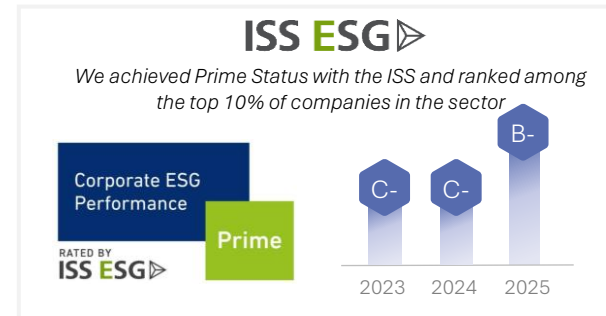 ISS ESG
We achieved Prime Status with the ISS and ranked among
the top 10% of companies in the sector
B-
C- C-
Corporate ESG
Performance
Prime
RATED BY
ISS ESG
2023 2024 2025